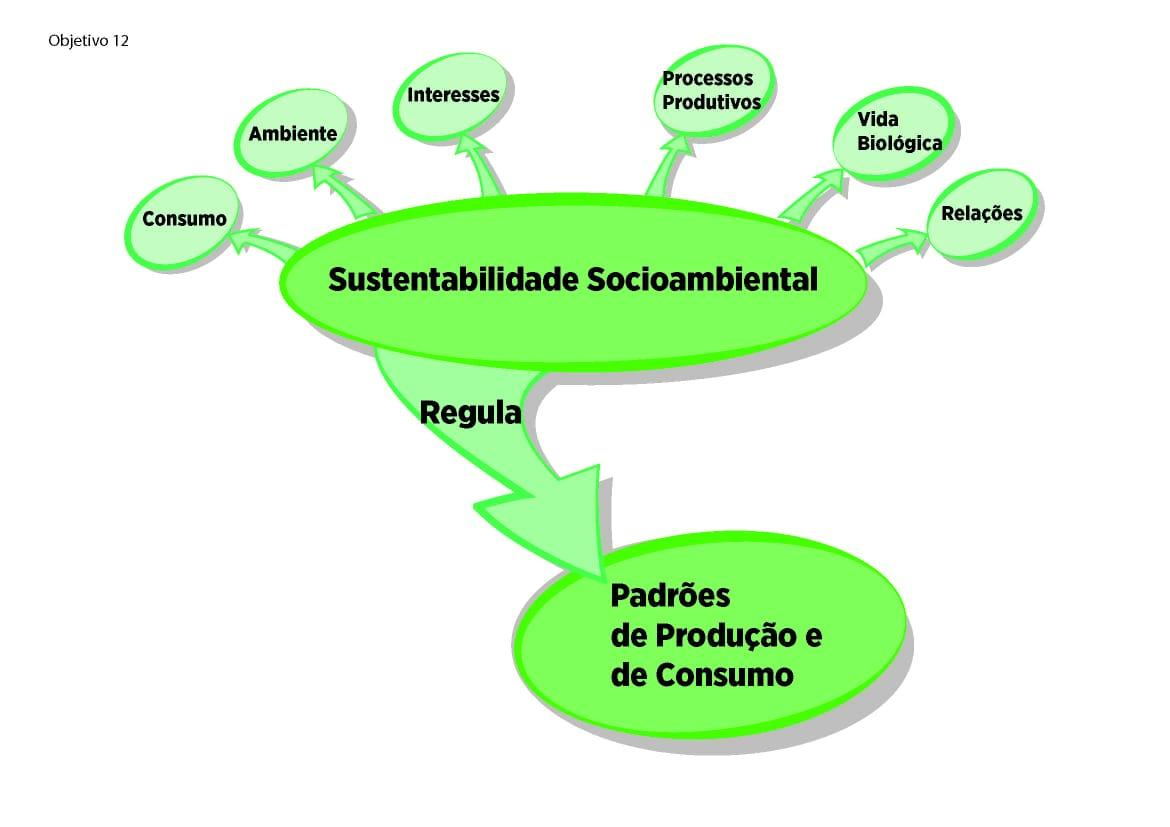 Objetivo 12
Interesses
Processos
Produtivos
Ambiente
Vida
Biológica
Consumo
Relações
Sustentabilidade Socioambiental
Regula
Padrões
de Produção e
de Consumo